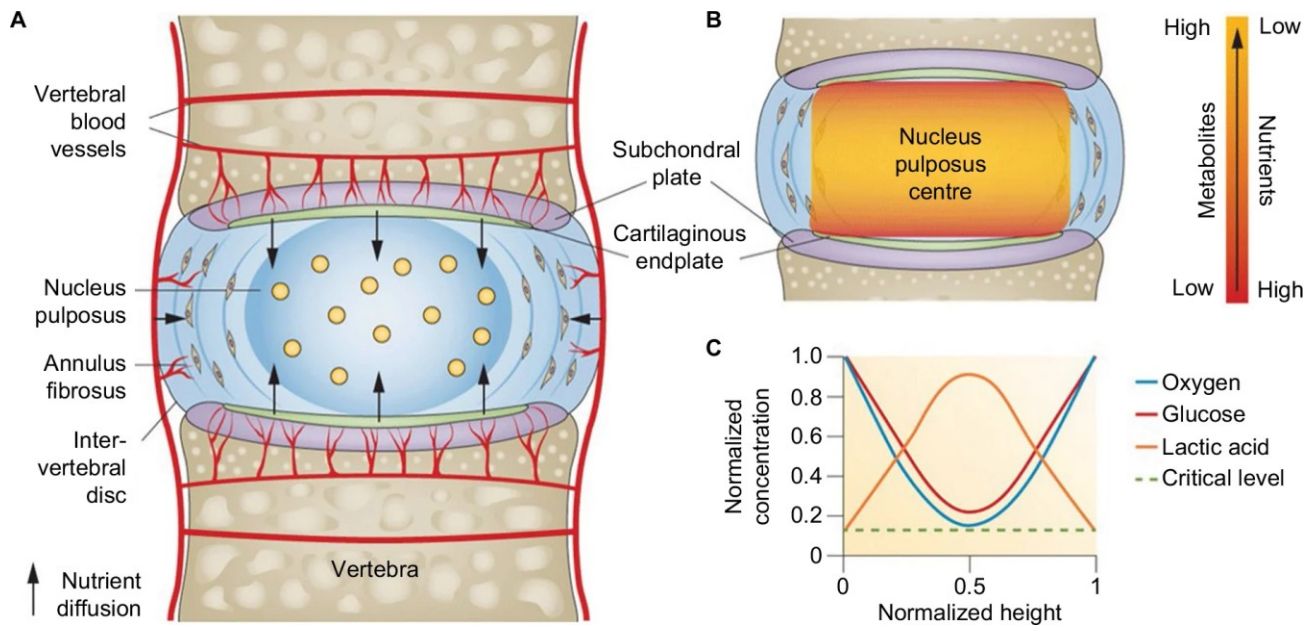 A
Vertebral
blood
vessels
Nucleus
pulposus
Annulus
fibrosus
Inter-
vertebral
disc
Nutrient
diffusion
Vertebra
Subchondral
plate
Cartilaginous
endplate
B
Nucleus
pulposus
centre
High
Low
Metabolites
Nutrients
Low
High
C
Normalized
concentration
1.0
0.8
0.6
0.4
0.2
0
0
0.5
1
Normalized height
Oxygen
Glucose
Lactic acid
Critical level